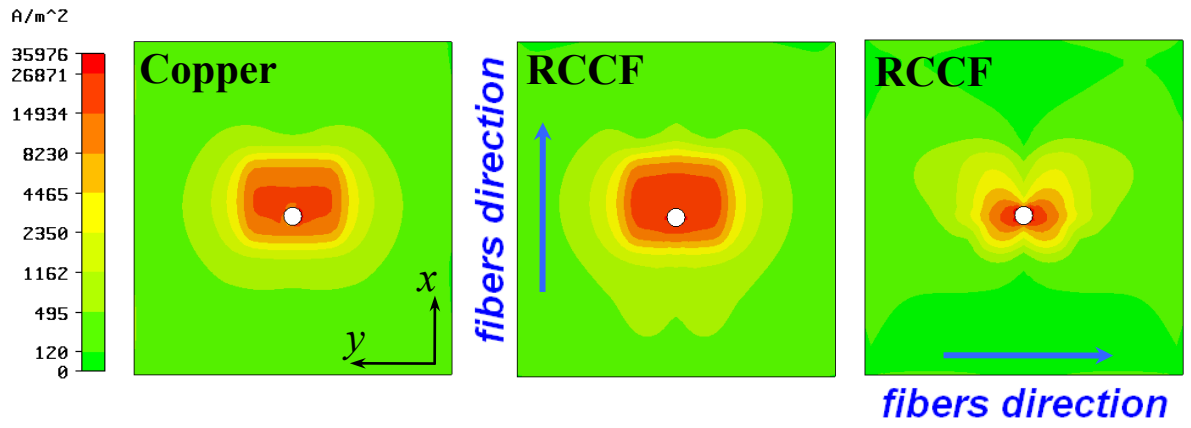 A/m^2
35976
26871
14934
8230
4465
2350
1162
495
120
0
Copper
x
y
RCCF
fibers direction
RCCF
fibers direction